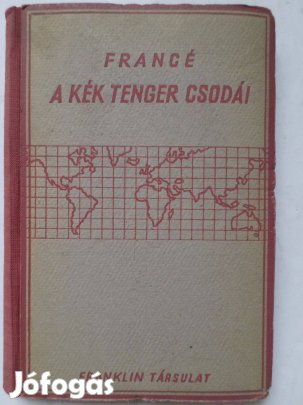 FRANCÉ
A KÉK TENGER CSODÁI
FRANKLIN TÁRSULAT
Jófogás